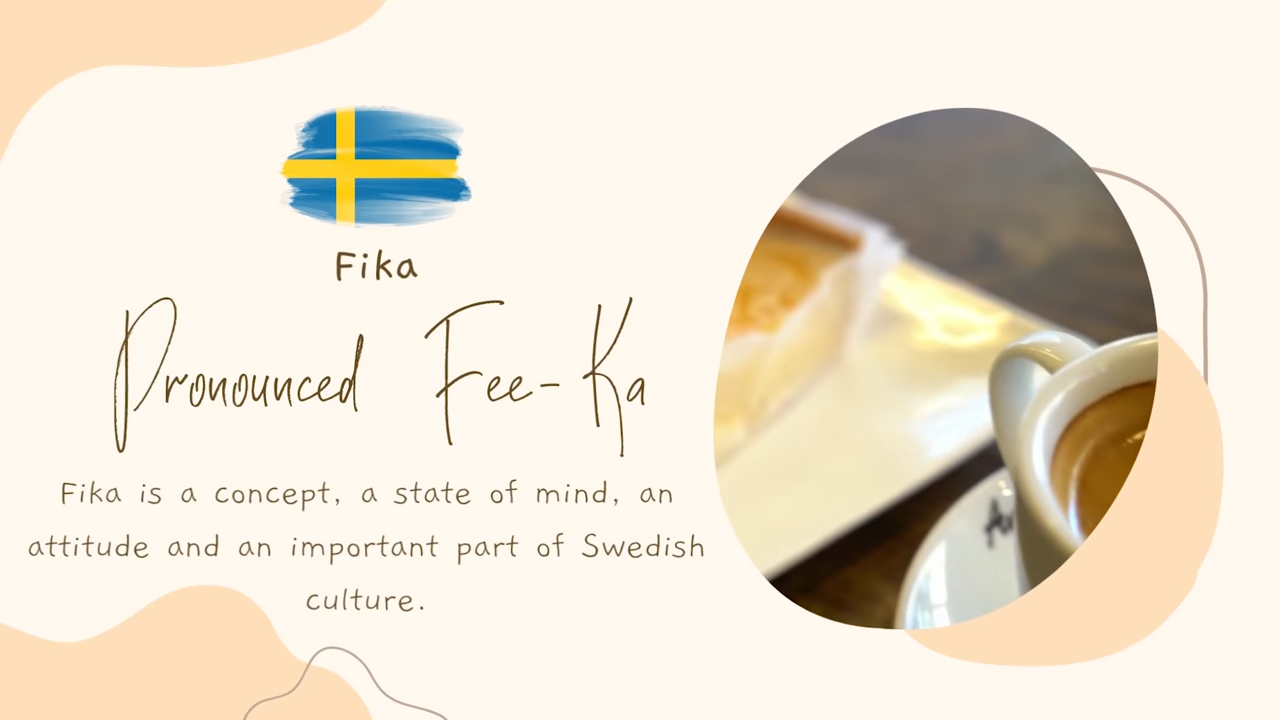 Fika
Pronounced Fee-Ka
Fika is a concept, a state of mind, an
attitude and an important part of Swedish
culture.